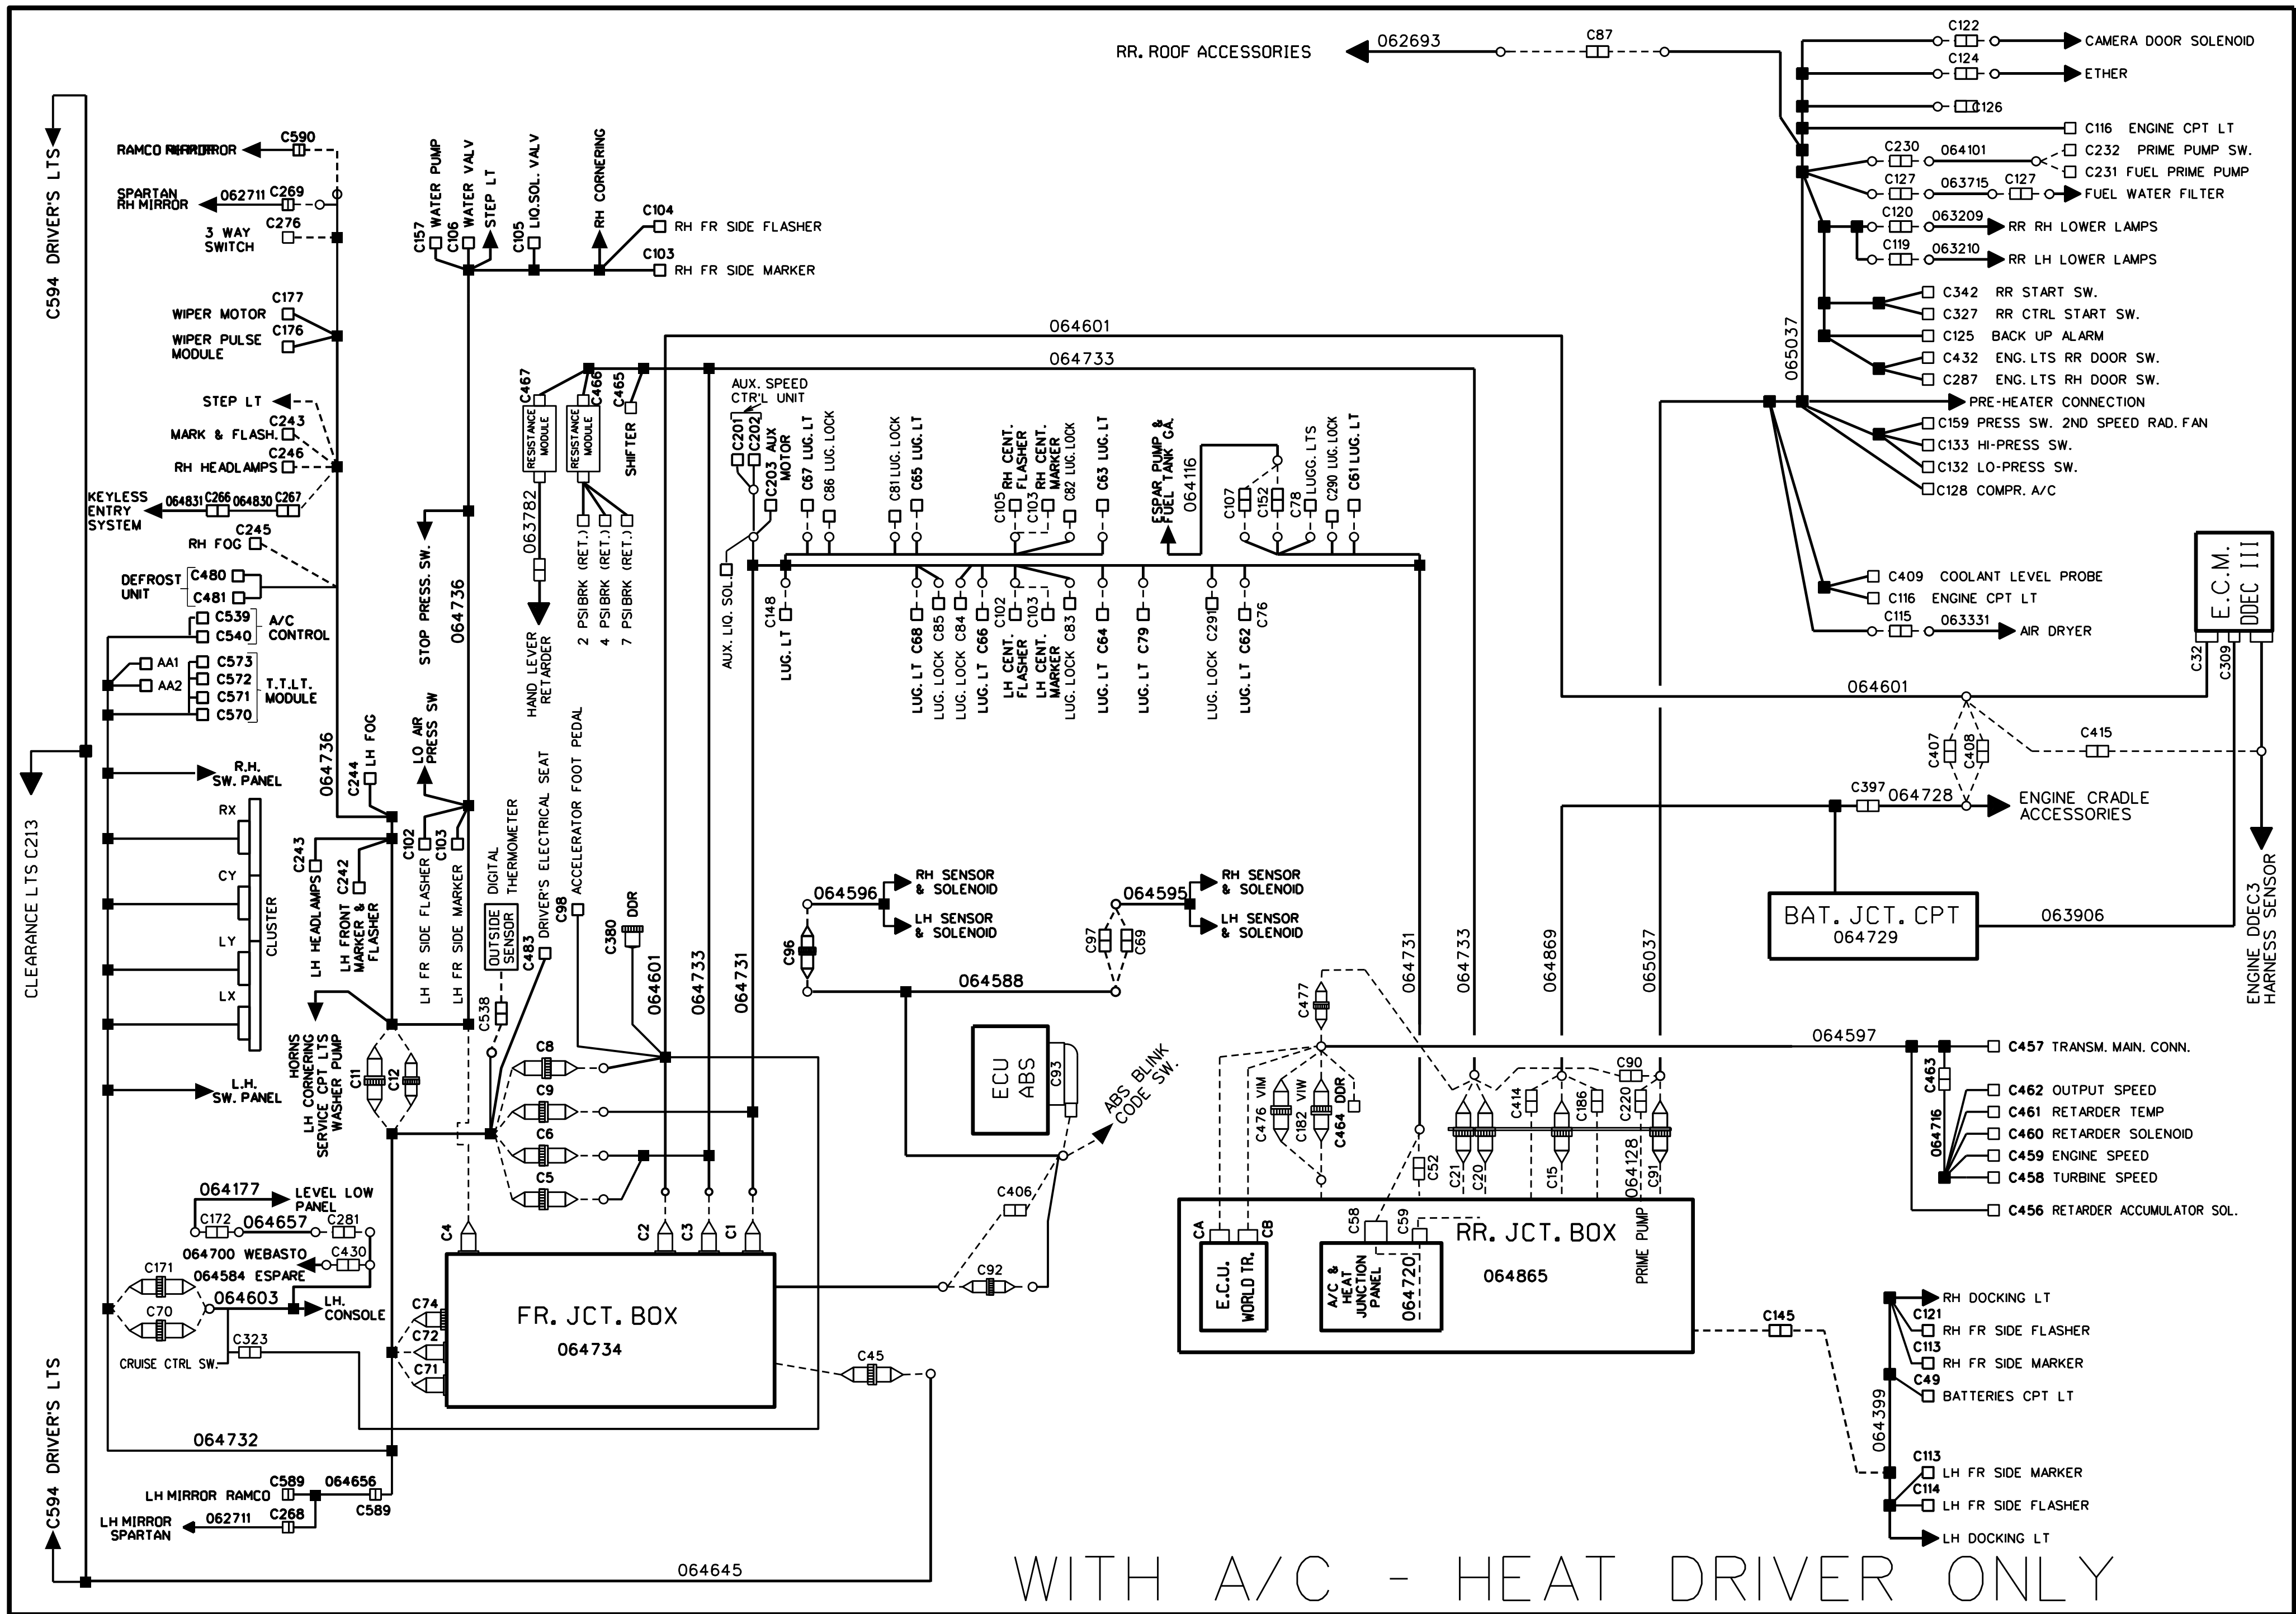 RR. ROOF ACCESSORIES
062693
C87
C122
CAMERA DOOR SOLENOID
C124
ETHER
C126
C116 ENGINE CPT LT
C230
064101
C232 PRIME PUMP SW.
C231 FUEL PRIME PUMP
C127
063715
C127
FUEL WATER FILTER
C120
063209
RR RH LOWER LAMPS
C119
063210
RR LH LOWER LAMPS
C342 RR START SW.
C327 RR CTRL START SW.
C125 BACK UP ALARM
C432 ENG. LTS RR DOOR SW.
C287 ENG. LTS RH DOOR SW.
065037
PRE-HEATER CONNECTION
C159 PRESS SW. 2ND SPEED RAD. FAN
C133 HI-PRESS SW.
C132 LO-PRESS SW.
C128 COMPR. A/C
C409 COOLANT LEVEL PROBE
C116 ENGINE CPT LT
C115
063331
AIR DRYER
E.C.M.
DDEC III
C32
C309
064601
C407
C408
C415
C397
064728
ENGINE CRADLE
ACCESSORIES
BAT. JCT. CPT
064729
063906
ENGINE DDEC3
HARNESS SENSOR
C594 DRIVER'S LTS
RAMCO
C590
SPARTAN
RH MIRROR
062711
C269
C276
3 WAY
SWITCH
C177
WIPER MOTOR
C176
WIPER PULSE
MODULE
STEP LT
C243
MARK & FLASH.
C246
RH HEADLAMPS
KEYLESS
ENTRY
SYSTEM
064831
C266
064830
C267
C245
RH FOG
DEFROST
UNIT
C480
C481
C539
C540
A/C
CONTROL
AA1
AA2
C573
C572
C571
C570
T.T.LT.
MODULE
R.H.
SW. PANEL
RX
CY
LY
LX
CLUSTER
L.H.
SW. PANEL
CLEARANCE LTS C213
C157
WATER PUMP
C106
WATER VALV
STEP LT
C105
LIQ.SOL. VALV
RH CORNERING
C104
RH FR SIDE FLASHER
C103
RH FR SIDE MARKER
STOP PRESS. SW.
064736
LO AIR
PRESS SW
064736
C244
LH FOG
C243
LH HEADLAMPS
C242
LH FRONT
MARKER &
FLASHER
C102
LH FR SIDE FLASHER
C103
LH FR SIDE MARKER
HORNS
LH CORNERING
SERVICE CPT LTS
WASHER PUMP
C11
C12
064601
064733
C467
RESISTANCE
MODULE
C466
RESISTANCE
MODULE
C465
SHIFTER
063782
HAND LEVER
RETARDER
2 PSI BRK (RET.)
4 PSI BRK (RET.)
7 PSI BRK (RET.)
AUX. SPEED
CTR'L UNIT
C201
C202
C203 AUX
MOTOR
AUX. LIQ. SOL.
C67 LUG. LT
C86 LUG. LOCK
C81 LUG. LOCK
C65 LUG. LT
C105
RH CENT.
FLASHER
C103
RH CENT.
MARKER
C82 LUG. LOCK
C63 LUG. LT
ESPAR PUMP &
FUEL TANK GA.
064116
C107
C152
C78
LUGG. LTS
C290 LUG. LOCK
C61 LUG. LT
C148
LUG. LT
LUG. LT C68
LUG. LOCK C85
LUG. LOCK C84
LUG. LT C66
LH CENT.
FLASHER
C102
LH CENT.
MARKER
C103
LUG. LOCK C83
LUG. LT C64
LUG. LT C79
LUG. LOCK C291
LUG. LT C62
C76
DIGITAL
THERMOMETER
OUTSIDE
SENSOR
C538
C483
DRIVER'S ELECTRICAL SEAT
C98
ACCELERATOR FOOT PEDAL
C380
DDR
064601
064733
064731
C8
C9
C6
C5
C96
064596
RH SENSOR
& SOLENOID
LH SENSOR
& SOLENOID
C97
C69
064595
RH SENSOR
& SOLENOID
LH SENSOR
& SOLENOID
064588
ECU
ABS
C93
ABS BLINK
CODE SW.
C406
C92
C45
C4
C2
C3
C1
FR. JCT. BOX
064734
C74
C72
C71
064177
LEVEL LOW
PANEL
C172
064657
C281
064700 WEBASTO
C430
064584 ESPARE
C171
064603
C70
LH.
CONSOLE
C323
CRUISE CTRL SW.
064732
C589
064656
C589
LH MIRROR RAMCO
LH MIRROR
SPARTAN
062711
C268
C594 DRIVER'S LTS
064645
064731
064733
064869
065037
C477
C476 VIM
C182 VIW
C464 DDR
C52
C21
C20
C414
C15
C186
C90
C220
064128
C91
PRIME PUMP
CA
CB
E.C.U.
WORLD TR.
C58
C59
A/C &
HEAT
JUNCTION
PANEL
064720
RR. JCT. BOX
064865
064597
C457 TRANSM. MAIN. CONN.
C463
064716
C462 OUTPUT SPEED
C461 RETARDER TEMP
C460 RETARDER SOLENOID
C459 ENGINE SPEED
C458 TURBINE SPEED
C456 RETARDER ACCUMULATOR SOL.
C145
064399
RH DOCKING LT
C121
RH FR SIDE FLASHER
C113
RH FR SIDE MARKER
C49
BATTERIES CPT LT
C113
LH FR SIDE MARKER
C114
LH FR SIDE FLASHER
LH DOCKING LT
WITH A/C - HEAT DRIVER ONLY